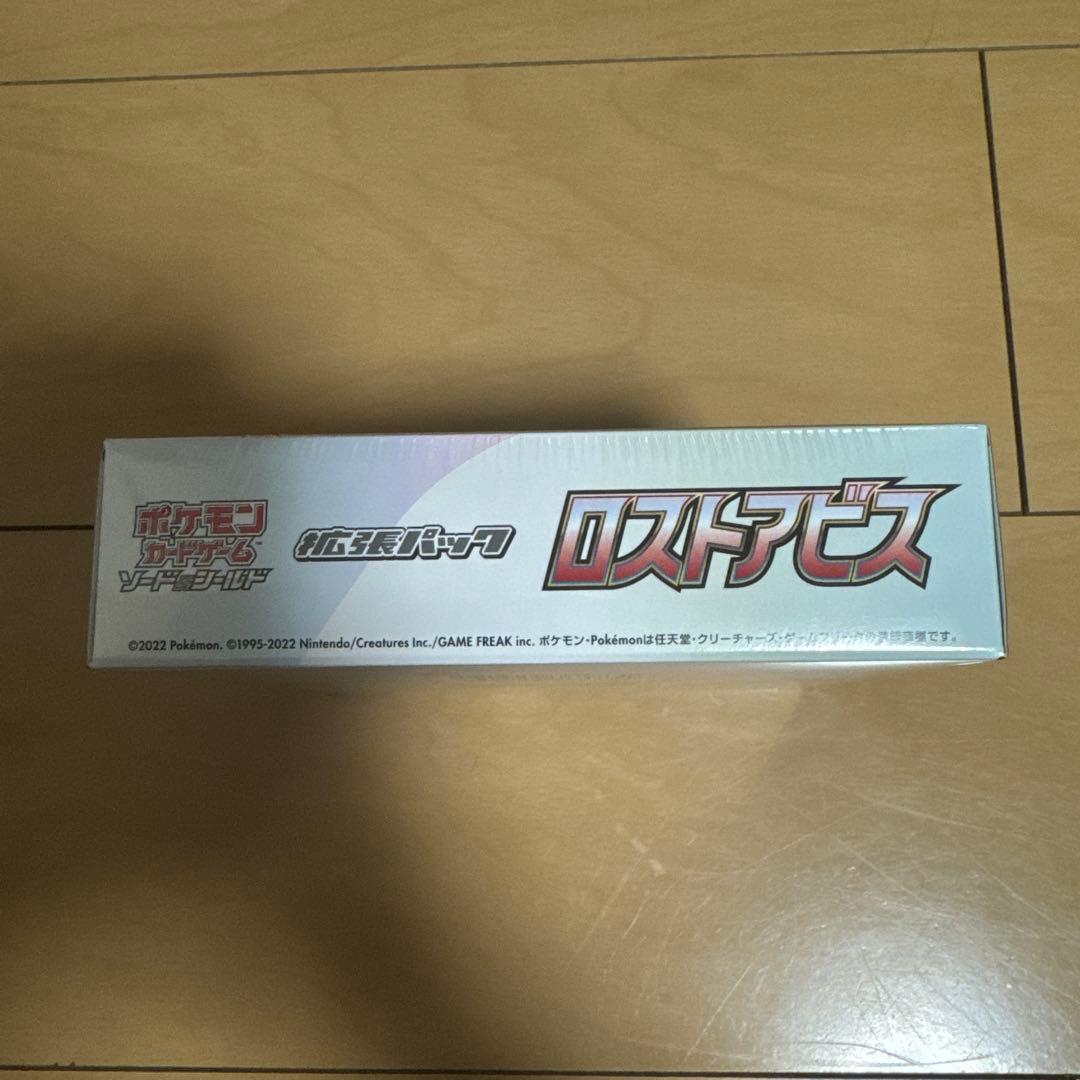 ポケモン
カードゲーム™
ソード&シールド
拡張パック
ロストアビス
©2022 Pokémon. ©1995-2022 Nintendo/Creatures Inc./GAME FREAK inc. ポケモン・Pokémonは任天堂・クリーチャーズ・ゲームフリークの登録商標です。